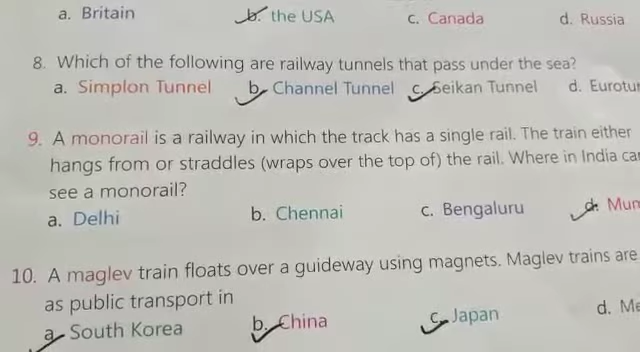 a. Britain b. the USA c. Canada d. Russia
8. Which of the following are railway tunnels that pass under the sea?
a. Simplon Tunnel b. Channel Tunnel c. Seikan Tunnel d. Eurotu
9. A monorail is a railway in which the track has a single rail. The train either
hangs from or straddles (wraps over the top of) the rail. Where in India ca
see a monorail?
a. Delhi b. Chennai c. Bengaluru d. Mum
10. A maglev train floats over a guideway using magnets. Maglev trains are
as public transport in
a. South Korea b. China c. Japan d. Me